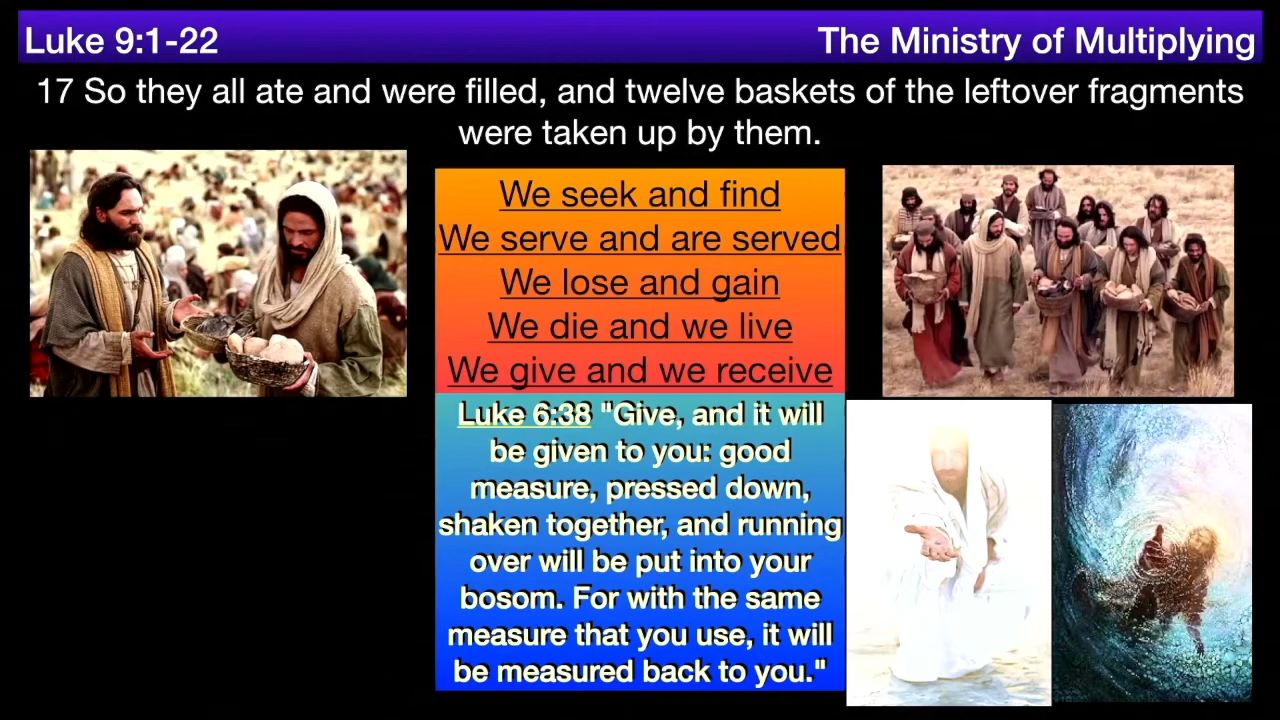 Luke 9:1-22
The Ministry of Multiplying
17 So they all ate and were filled, and twelve baskets of the leftover fragments
were taken up by them.
We seek and find
We serve and are served
We lose and gain
We die and we live
We give and we receive
Luke 6:38 "Give, and it will
be given to you: good
measure, pressed down,
shaken together, and running
over will be put into your
bosom. For with the same
measure that you use, it will
be measured back to you."